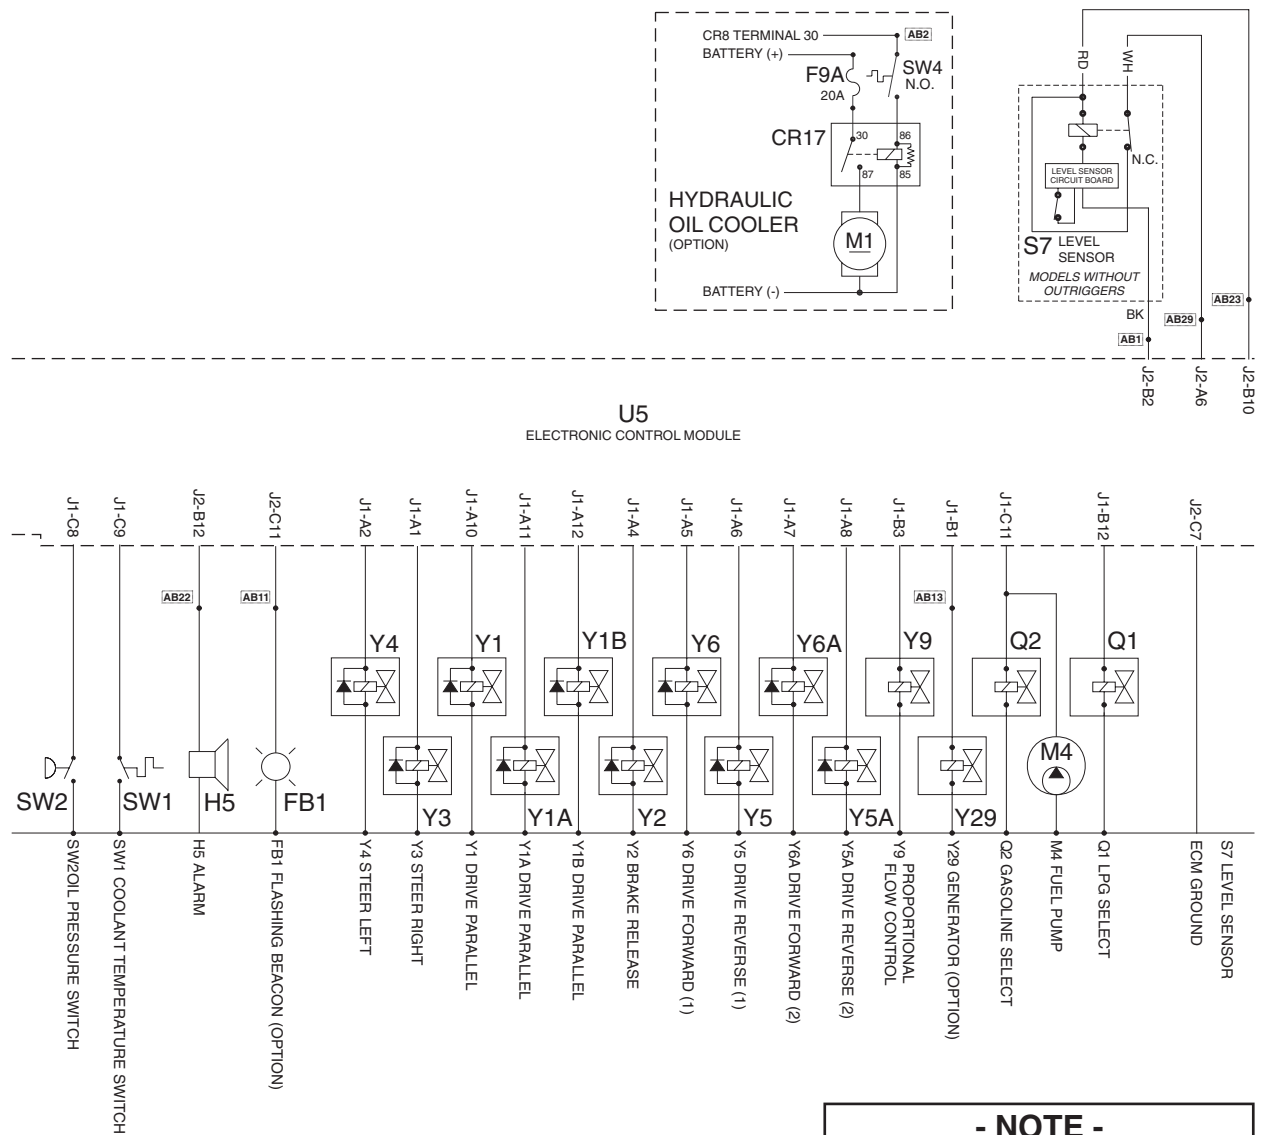 CR8 TERMINAL 30
AB2
BATTERY (+)
F9A
20A
SW4
N.O.
CR17
30
86
87
85
HYDRAULIC
OIL COOLER
(OPTION)
M1
BATTERY (-)
RD
WH
N.C.
LEVEL SENSOR
CIRCUIT BOARD
S7
LEVEL
SENSOR
MODELS WITHOUT
OUTRIGGERS
BK
AB1
AB29
AB23
J2-B2
J2-A6
J2-B10
U5
ELECTRONIC CONTROL MODULE
J1-C8
J1-C9
J2-B12
J2-C11
J1-A2
J1-A1
J1-A10
J1-A11
J1-A12
J1-A4
J1-A5
J1-A6
J1-A7
J1-A8
J1-B3
J1-B1
J1-C11
J1-B12
J2-C7
AB22
AB11
AB13
Y4
Y1
Y1B
Y6
Y6A
Y9
Q2
Q1
M4
SW2
SW1
H5
FB1
Y3
Y1A
Y2
Y5
Y5A
Y29
SW2OIL PRESSURE SWITCH
SW1 COOLANT TEMPERATURE SWITCH
H5 ALARM
FB1 FLASHING BEACON (OPTION)
Y4 STEER LEFT
Y3 STEER RIGHT
Y1 DRIVE PARALLEL
Y1A DRIVE PARALLEL
Y1B DRIVE PARALLEL
Y2 BRAKE RELEASE
Y6 DRIVE FORWARD (1)
Y5 DRIVE REVERSE (1)
Y6A DRIVE FORWARD (2)
Y5A DRIVE REVERSE (2)
Y9 PROPORTIONAL
FLOW CONTROL
Y29 GENERATOR (OPTION)
Q2 GASOLINE SELECT
M4 FUEL PUMP
Q1 LPG SELECT
ECM GROUND
S7 LEVEL SENSOR
- NOTE -